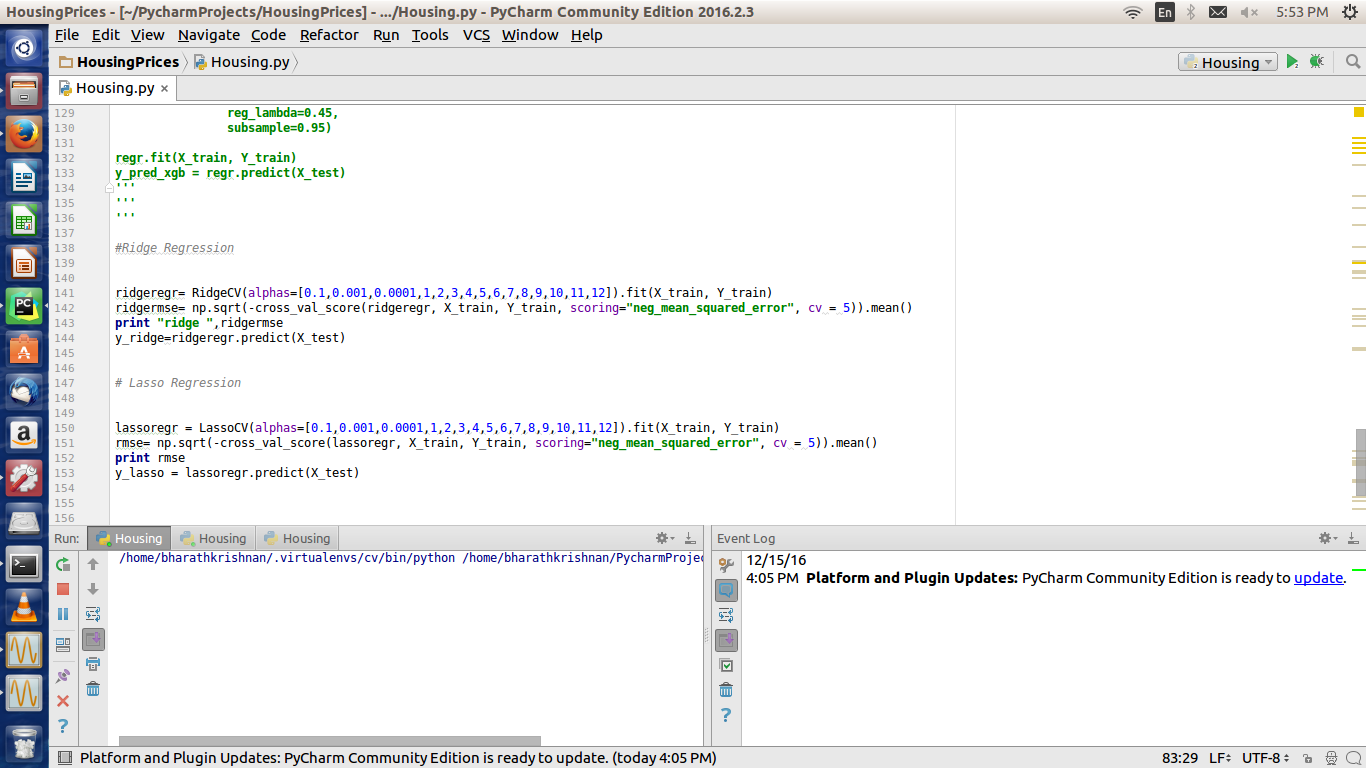 HousingPrices - [~/PycharmProjects/HousingPrices] - .../Housing.py - PyCharm Community Edition 2016.2.3
En
5:53 PM
File Edit View Navigate Code Refactor Run Tools VCS Window Help
HousingPrices Housing.py
Housing
Housing.py
129 reg_lambda=0.45,
130 subsample=0.95)
131
132 regr.fit(X_train, Y_train)
133 y_pred_xgb = regr.predict(X_test)
134 '''
135 '''
136 '''
137
138 #Ridge Regression
139
140
141 ridgeregr= RidgeCV(alphas=[0.1,0.001,0.0001,1,2,3,4,5,6,7,8,9,10,11,12]).fit(X_train, Y_train)
142 ridgermse= np.sqrt(-cross_val_score(ridgeregr, X_train, Y_train, scoring="neg_mean_squared_error", cv = 5)).mean()
143 print "ridge ",ridgermse
144 y_ridge=ridgeregr.predict(X_test)
145
146
147 # Lasso Regression
148
149
150 lassoregr = LassoCV(alphas=[0.1,0.001,0.0001,1,2,3,4,5,6,7,8,9,10,11,12]).fit(X_train, Y_train)
151 rmse= np.sqrt(-cross_val_score(lassoregr, X_train, Y_train, scoring="neg_mean_squared_error", cv = 5)).mean()
152 print rmse
153 y_lasso = lassoregr.predict(X_test)
154
155
156
Run: Housing Housing Housing
/home/bharathkrishnan/.virtualenvs/cv/bin/python /home/bharathkrishnan/PycharmProjec
Event Log
12/15/16
4:05 PM Platform and Plugin Updates: PyCharm Community Edition is ready to update.
Platform and Plugin Updates: PyCharm Community Edition is ready to update. (today 4:05 PM)
83:29 LF UTF-8